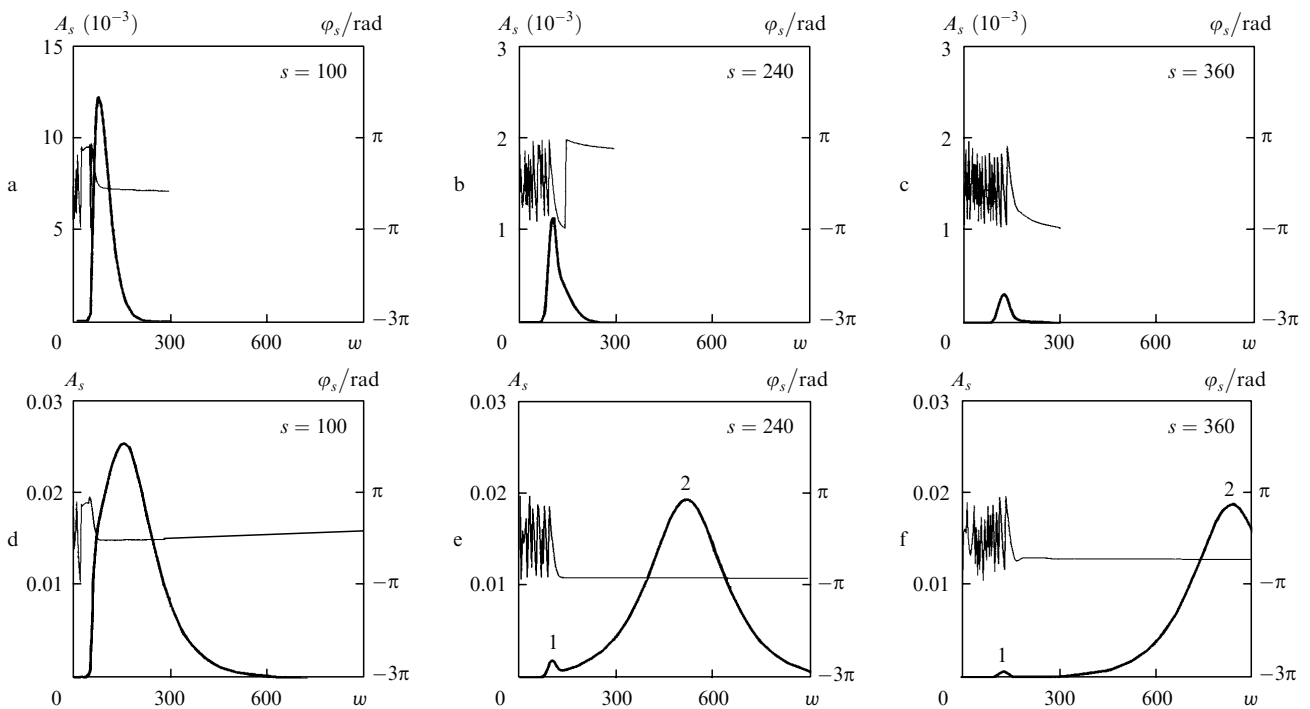 A_s (10^{-3}) φ_s/rad A_s (10^{-3}) φ_s/rad A_s (10^{-3}) φ_s/rad
15 s = 100 3 s = 240 3 s = 360
10 π 2 π 2 π
a b c
5 −π 1 −π 1 −π
−3π −3π −3π
0 300 600 w 0 300 600 w 0 300 600 w
A_s φ_s/rad A_s φ_s/rad A_s φ_s/rad
0.03 s = 100 0.03 s = 240 0.03 s = 360
0.02 π 0.02 2 π 0.02 2 π
d e f
0.01 −π 0.01 −π 0.01 −π
1 1
−3π −3π −3π
0 300 600 w 0 300 600 w 0 300 600 w